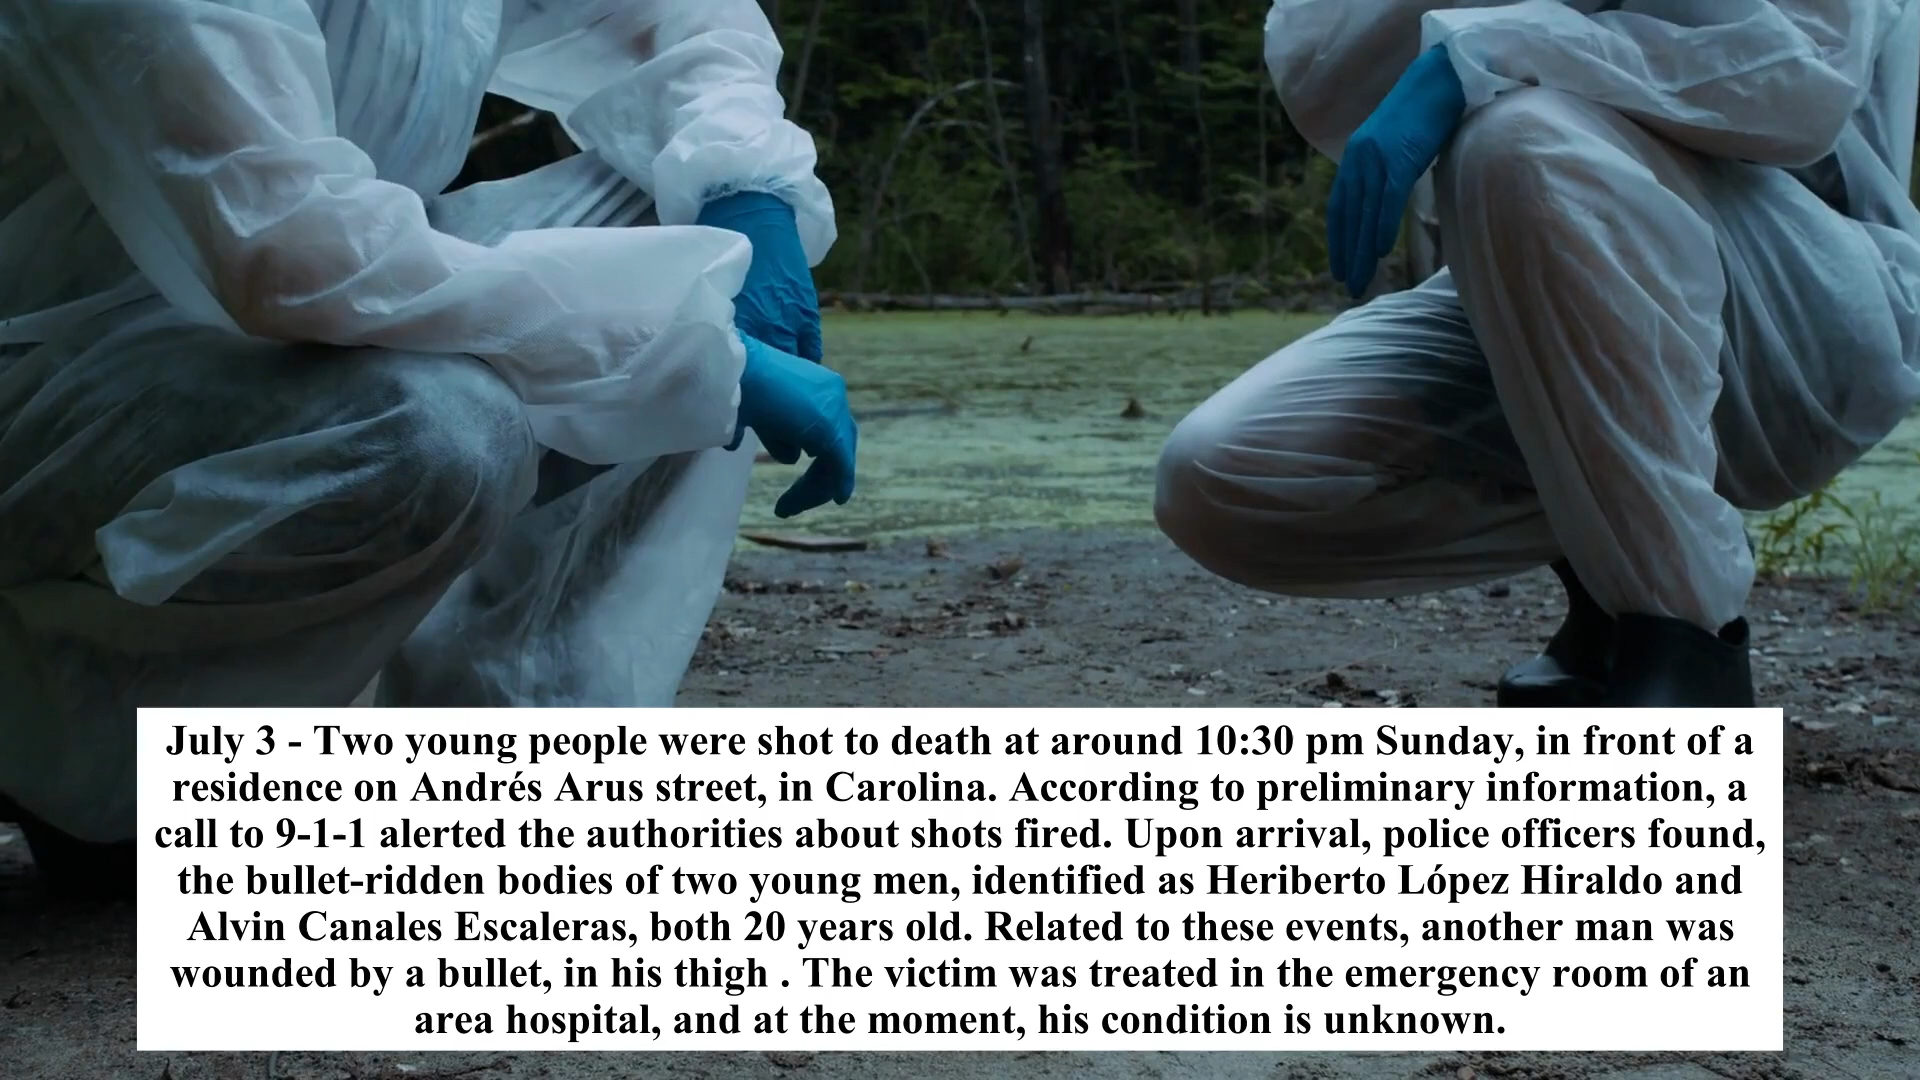 July 3 - Two young people were shot to death at around 10:30 pm Sunday, in front of a
residence on Andrés Arus street, in Carolina. According to preliminary information, a
call to 9-1-1 alerted the authorities about shots fired. Upon arrival, police officers found,
the bullet-ridden bodies of two young men, identified as Heriberto López Hiraldo and
Alvin Canales Escaleras, both 20 years old. Related to these events, another man was
wounded by a bullet, in his thigh . The victim was treated in the emergency room of an
area hospital, and at the moment, his condition is unknown.